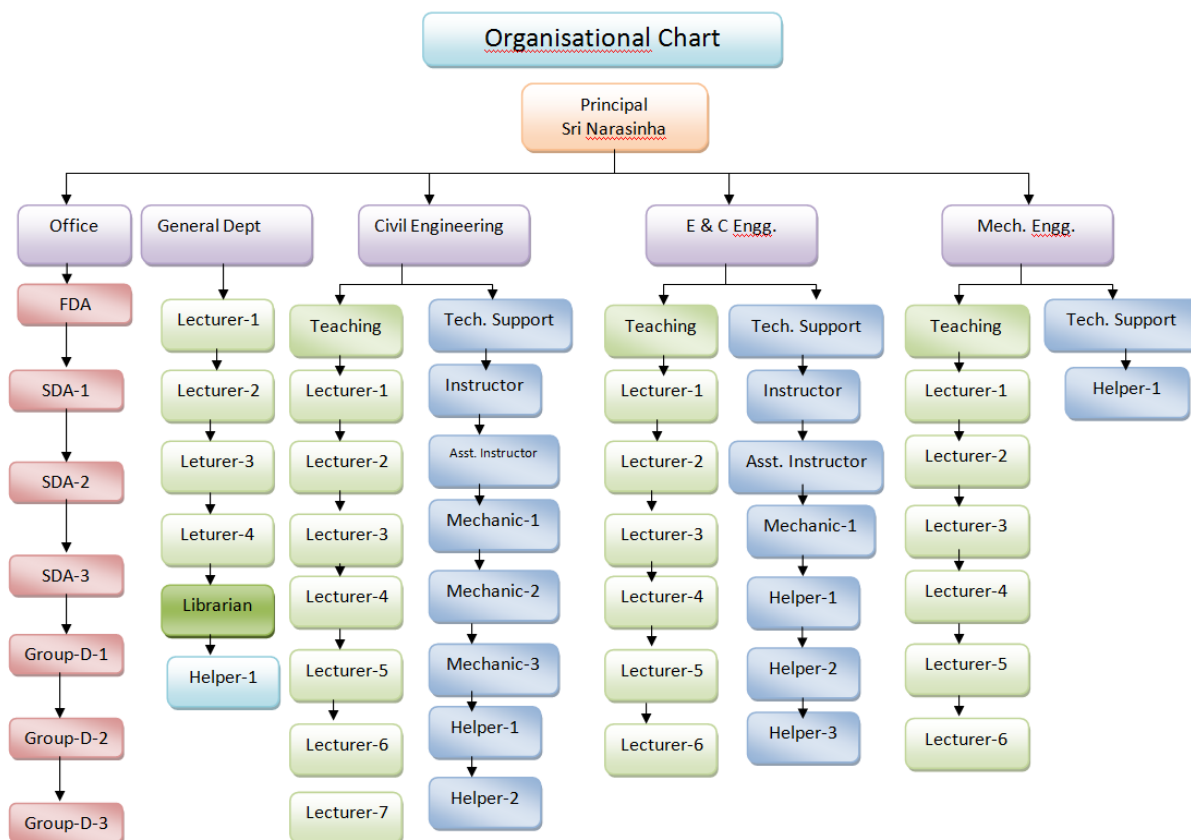 Organisational Chart
Principal
Sri Narasinha
Office
General Dept
Civil Engineering
E & C Engg.
Mech. Engg.
FDA
SDA-1
SDA-2
SDA-3
Group-D-1
Group-D-2
Group-D-3
Lecturer-1
Lecturer-2
Leturer-3
Leturer-4
Librarian
Helper-1
Teaching
Lecturer-1
Lecturer-2
Lecturer-3
Lecturer-4
Lecturer-5
Lecturer-6
Lecturer-7
Tech. Support
Instructor
Asst. Instructor
Mechanic-1
Mechanic-2
Mechanic-3
Helper-1
Helper-2
Teaching
Lecturer-1
Lecturer-2
Lecturer-3
Lecturer-4
Lecturer-5
Lecturer-6
Tech. Support
Instructor
Asst. Instructor
Mechanic-1
Helper-1
Helper-2
Helper-3
Teaching
Lecturer-1
Lecturer-2
Lecturer-3
Lecturer-4
Lecturer-5
Lecturer-6
Tech. Support
Helper-1